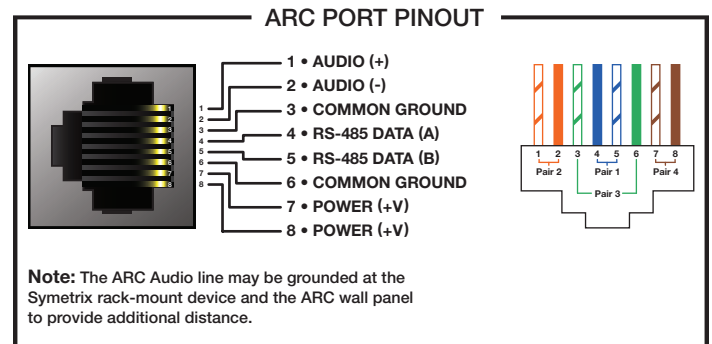 ARC PORT PINOUT
1
2
3
4
5
6
7
8
1
2
3
4
5
6
7
8
1 • AUDIO (+)
2 • AUDIO (-)
3 • COMMON GROUND
4 • RS-485 DATA (A)
5 • RS-485 DATA (B)
6 • COMMON GROUND
7 • POWER (+V)
8 • POWER (+V)
1 2 3 4 5 6 7 8
Pair 2 Pair 1 Pair 4
Pair 3
Note: The ARC Audio line may be grounded at the
Symetrix rack-mount device and the ARC wall panel
to provide additional distance.